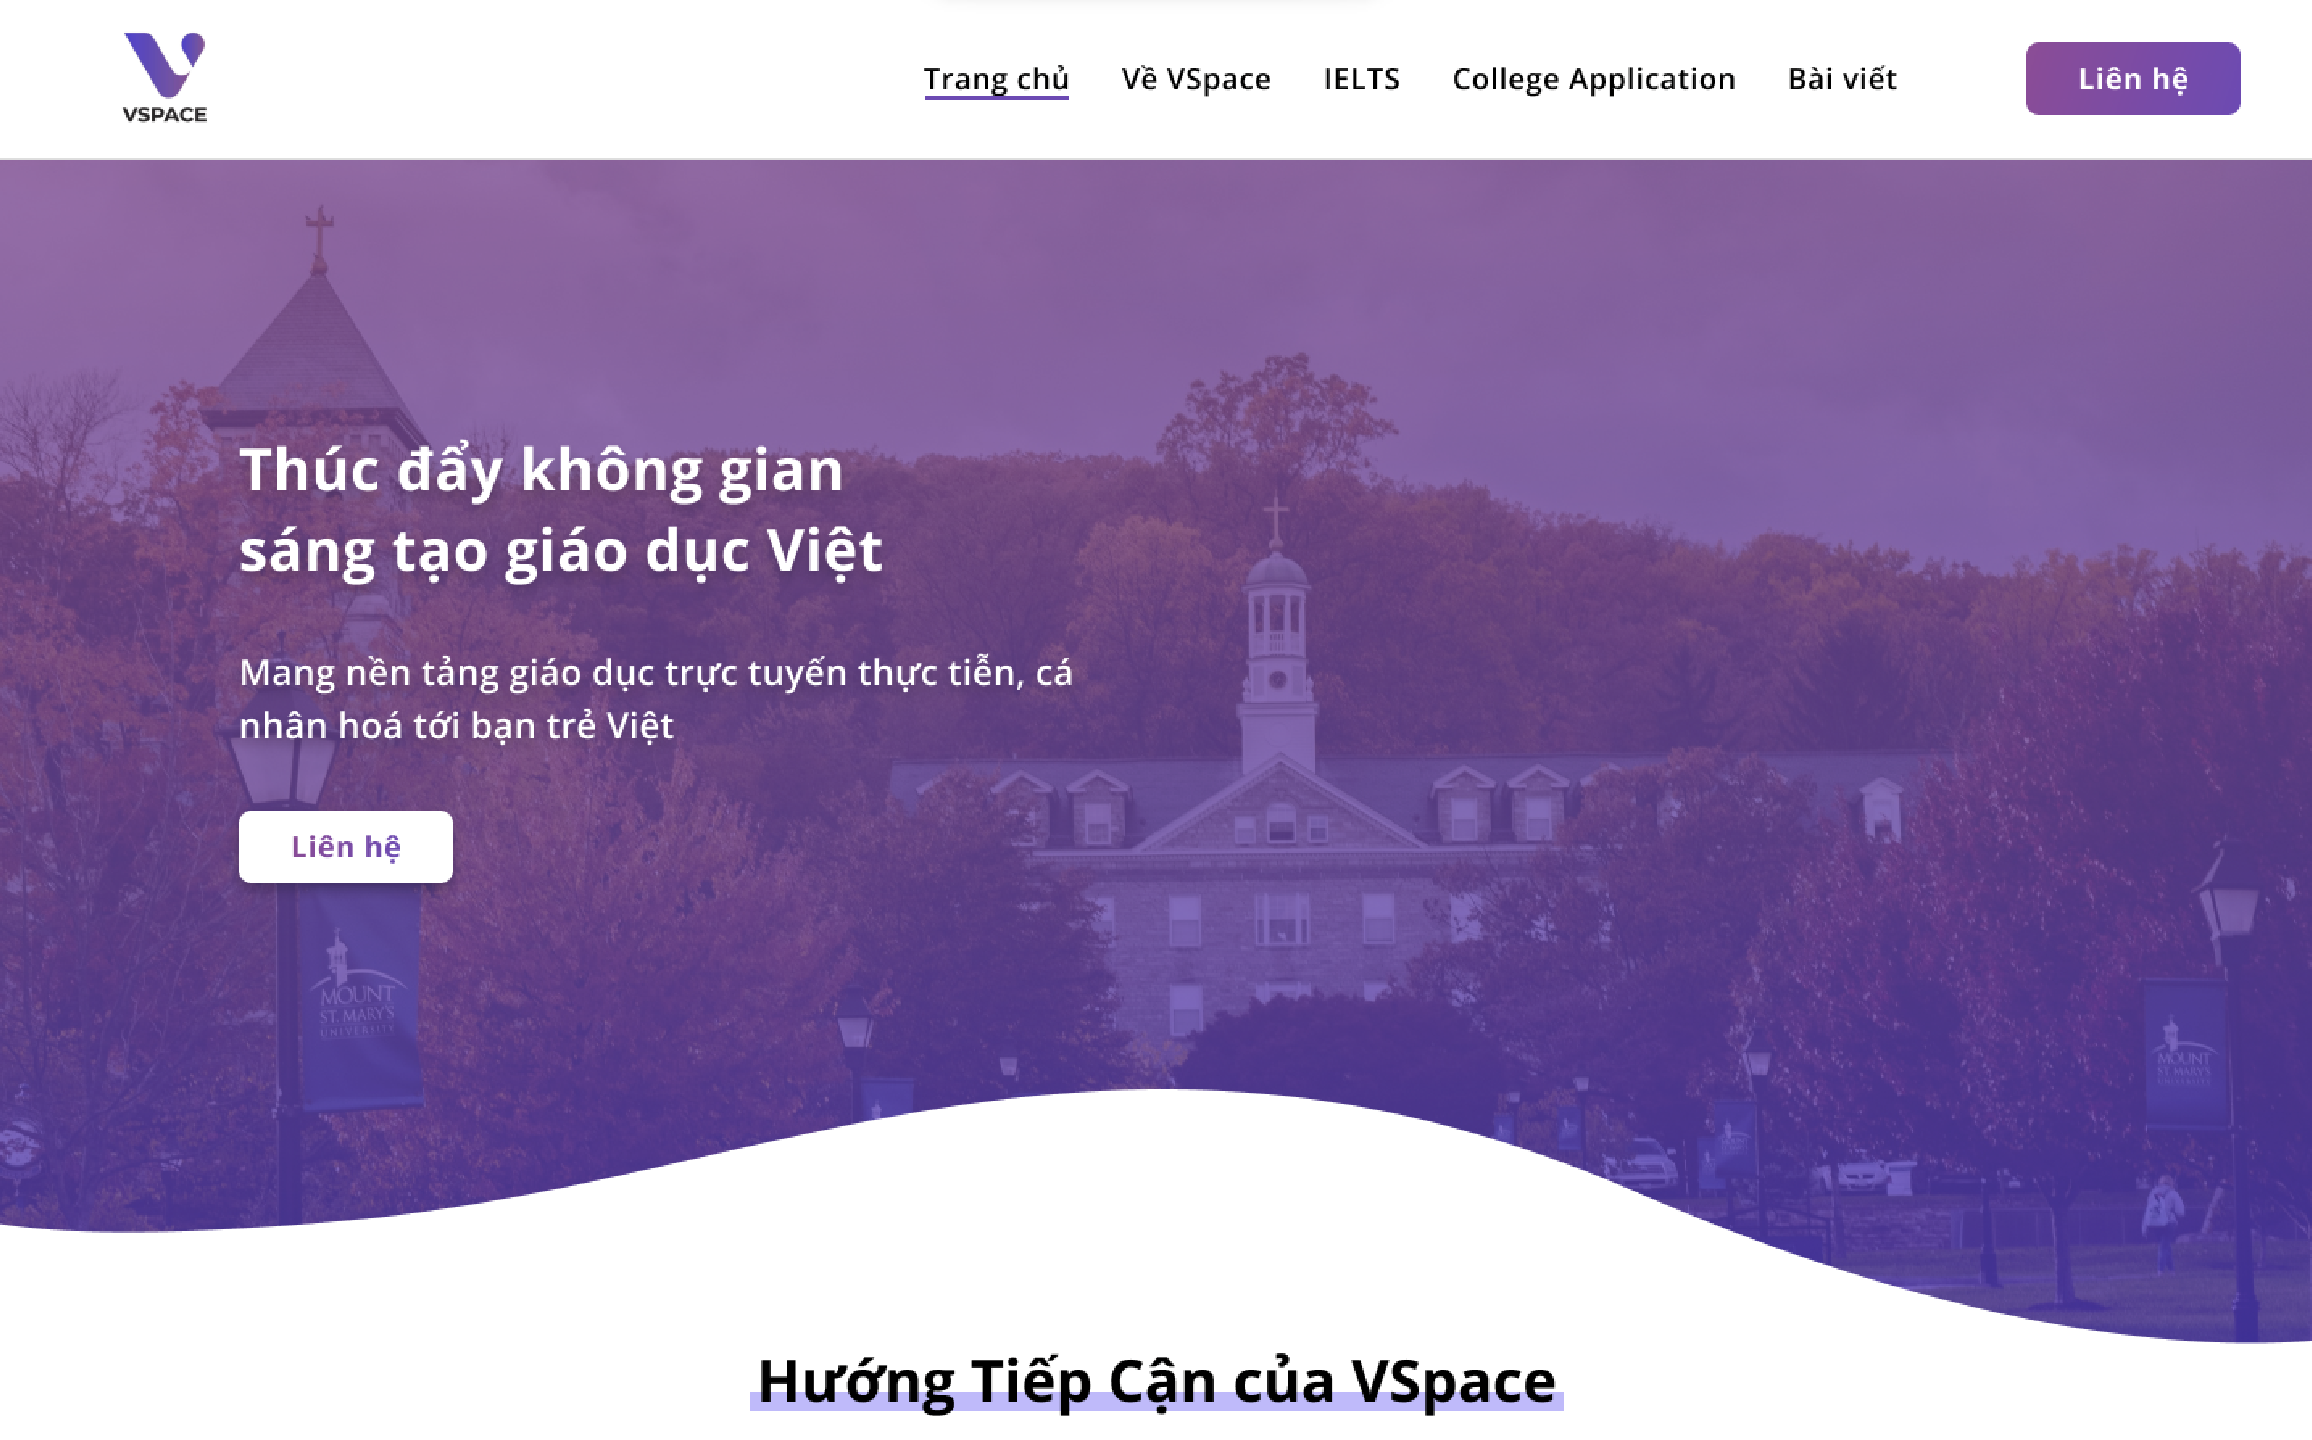 VSPACE
Trang chủ
Về VSpace
IELTS
College Application
Bài viết
Liên hệ
Thúc đẩy không gian
sáng tạo giáo dục Việt
Mang nền tảng giáo dục trực tuyến thực tiễn, cá
nhân hoá tới bạn trẻ Việt
Liên hệ
MOUNT
ST. MARY'S
UNIVERSITY
MOUNT
ST. MARY'S
UNIVERSITY
Hướng Tiếp Cận của VSpace